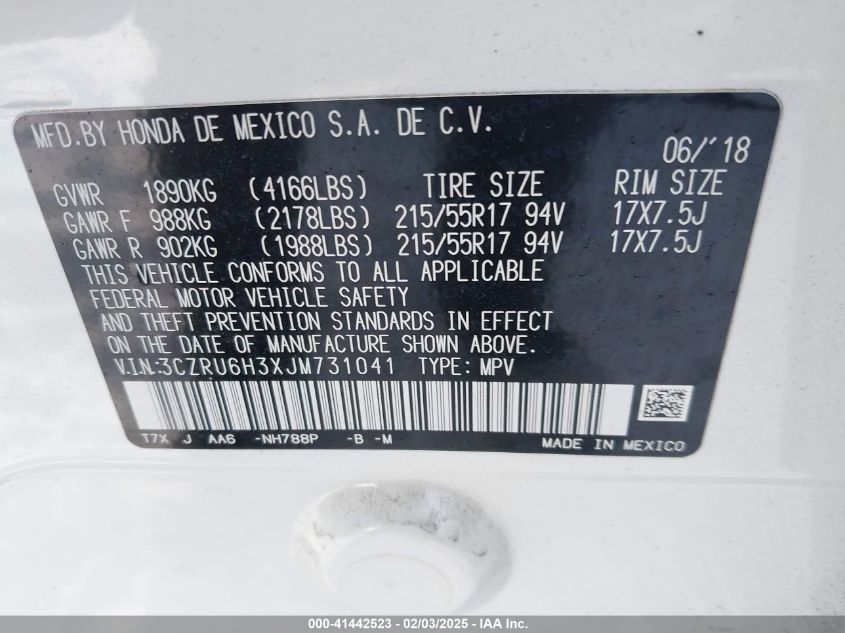 MFD.BY HONDA DE MEXICO S.A. DE C.V.
06/'18
GVWR 1890KG (4166LBS) TIRE SIZE RIM SIZE
GAWR F 988KG (2178LBS) 215/55R17 94V 17X7.5J
GAWR R 902KG (1988LBS) 215/55R17 94V 17X7.5J
THIS VEHICLE CONFORMS TO ALL APPLICABLE
FEDERAL MOTOR VEHICLE SAFETY
AND THEFT PREVENTION STANDARDS IN EFFECT
ON THE DATE OF MANUFACTURE SHOWN ABOVE.
V.I.N:3CZRU6H3XJM731041 TYPE: MPV
T7X J AA6 -NH788P -B -M MADE IN MEXICO
000-41442523 - 02/03/2025 - IAA Inc.